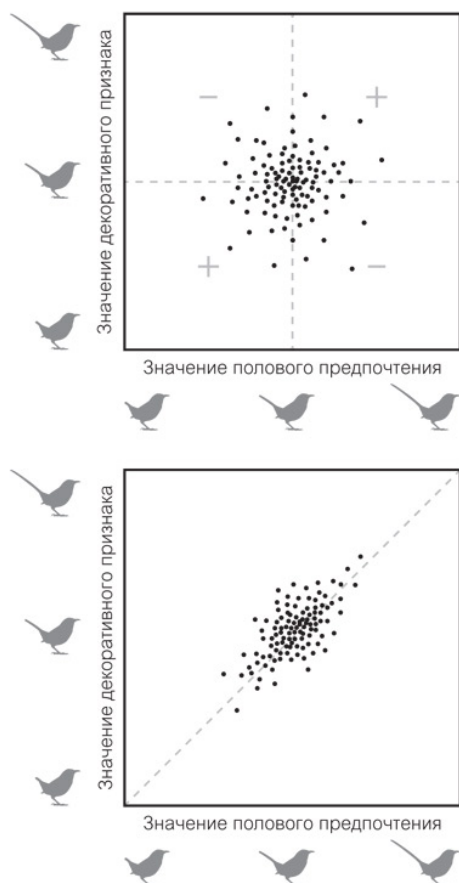 Значение декоративного признака
− +
+ −
Значение полового предпочтения
Значение декоративного признака
Значение полового предпочтения